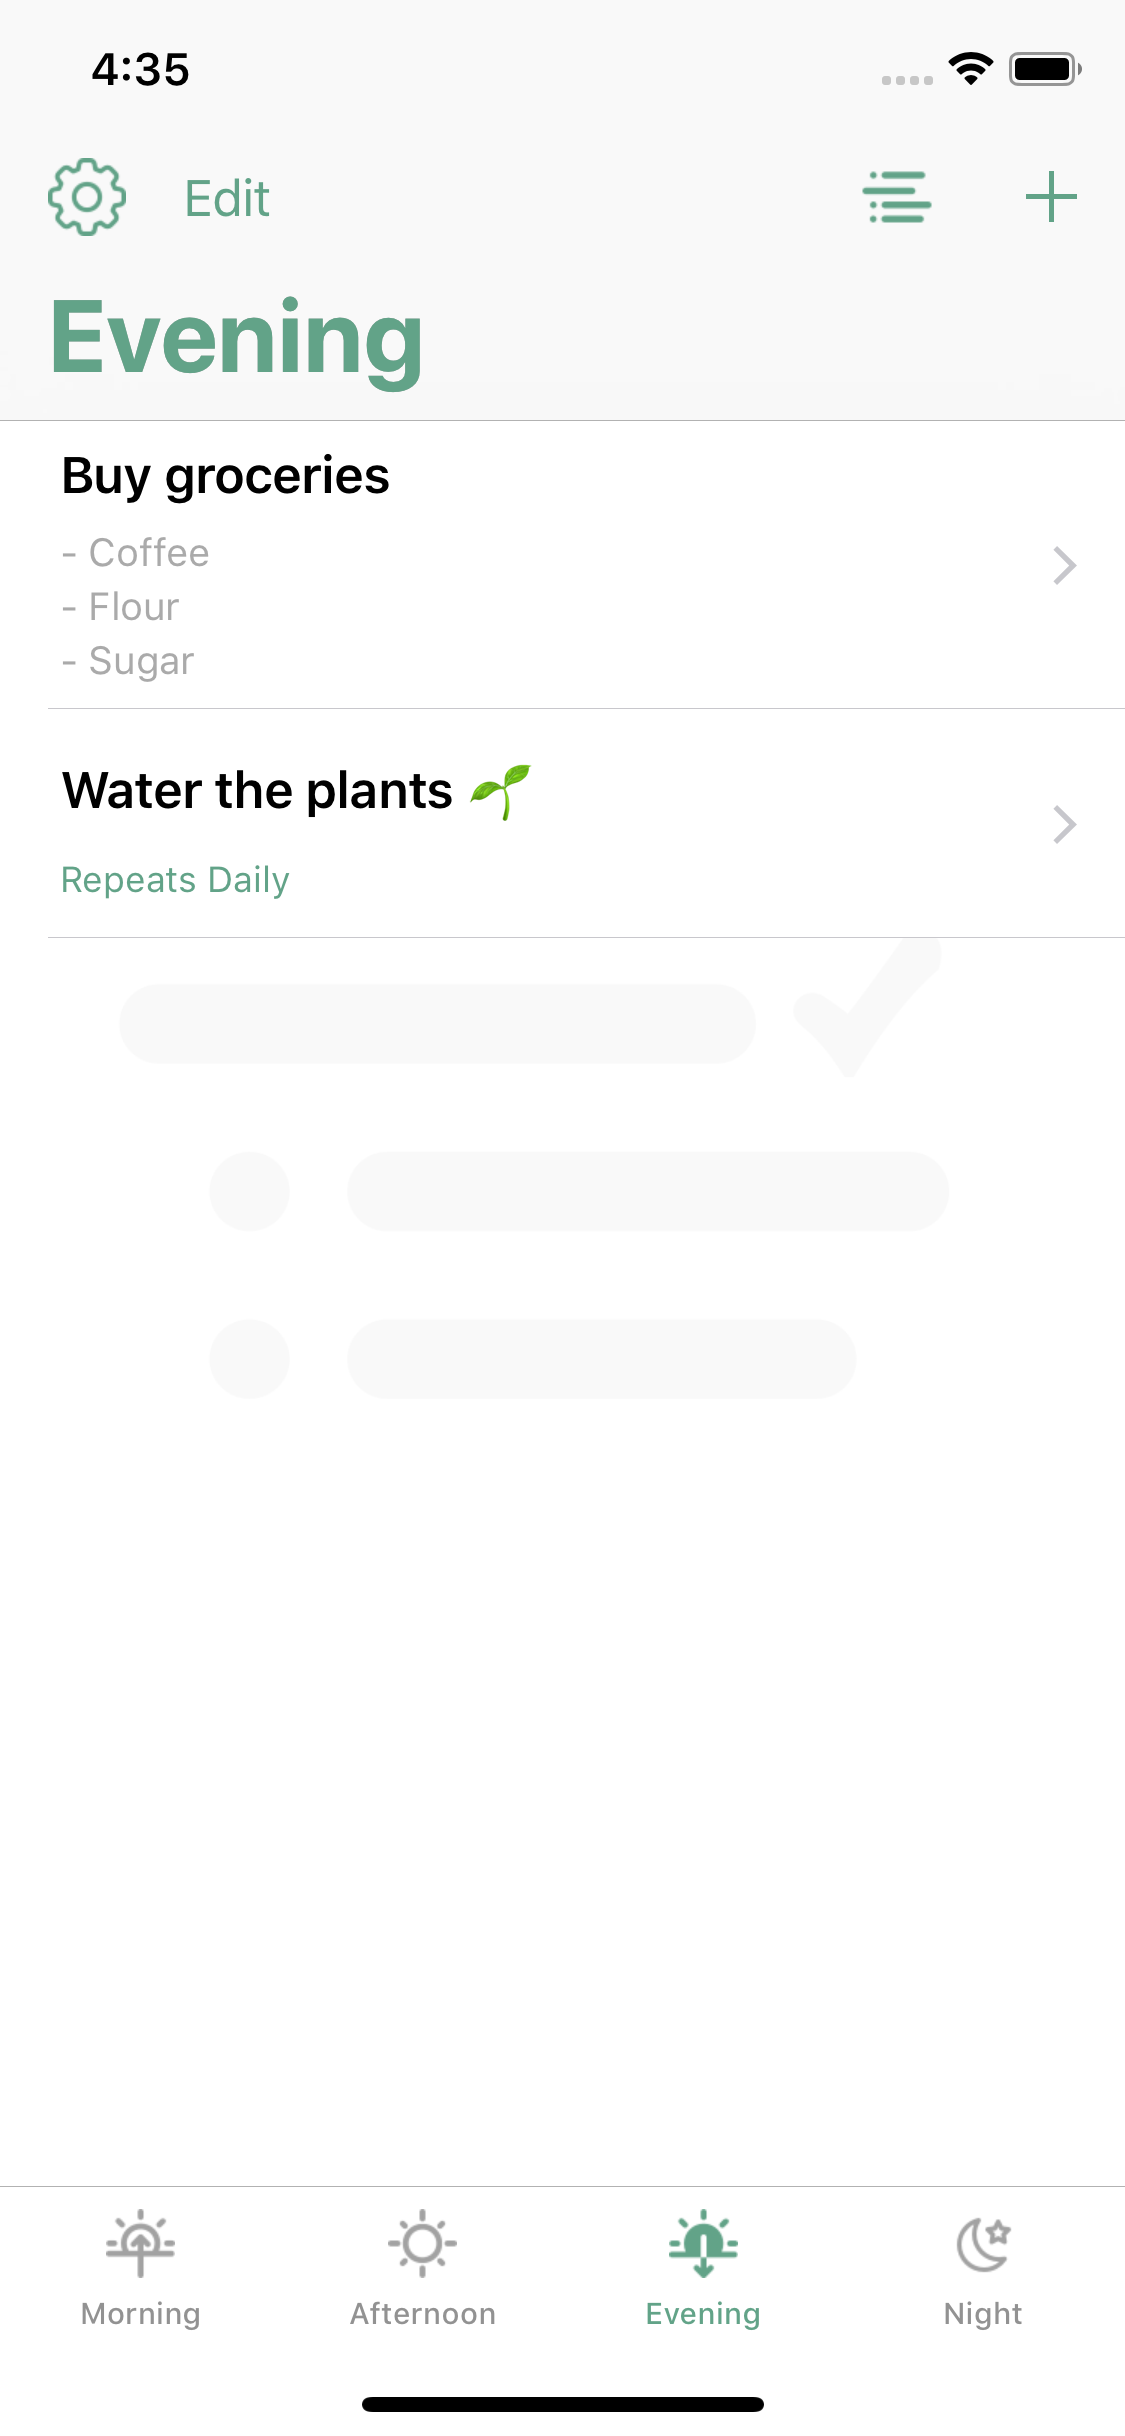 4:35
Edit
Evening
Buy groceries
- Coffee
- Flour
- Sugar
Water the plants 🌱
Repeats Daily
Morning
Afternoon
Evening
Night